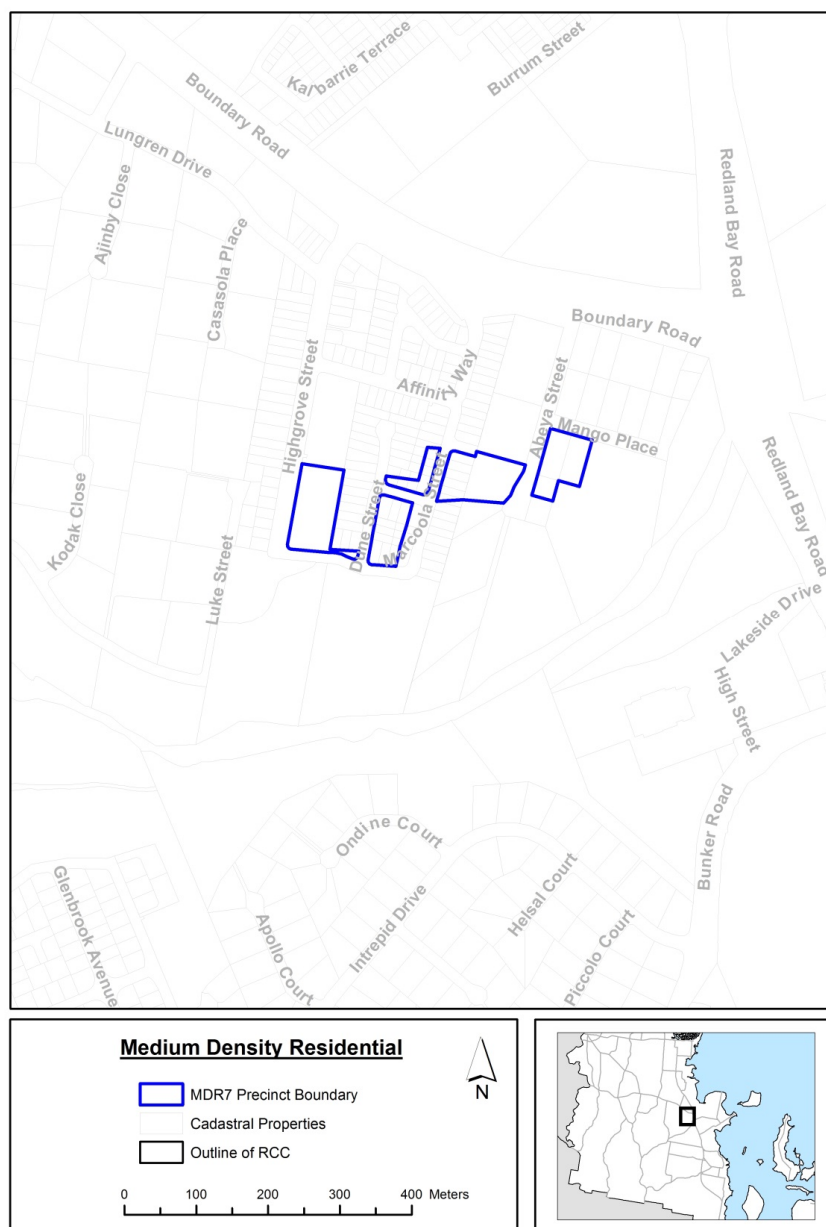 Kalbarrie Terrace
Burrum Street
Boundary Road
Lungren Drive
Redland Bay Road
Ajinby Close
Casasola Place
Boundary Road
Highgrove Street
Affinity Way
Abeya Street
Mango Place
Redland Bay Road
Kodak Close
Dune Street
Marcoola Street
Luke Street
Lakeside Drive
High Street
Ondine Court
Bunker Road
Glenbrook Avenue
Apollo Court
Intrepid Drive
Helsal Court
Piccolo Court
Medium Density Residential
MDR7 Precinct Boundary
Cadastral Properties
Outline of RCC
N
0 100 200 300 400 Meters